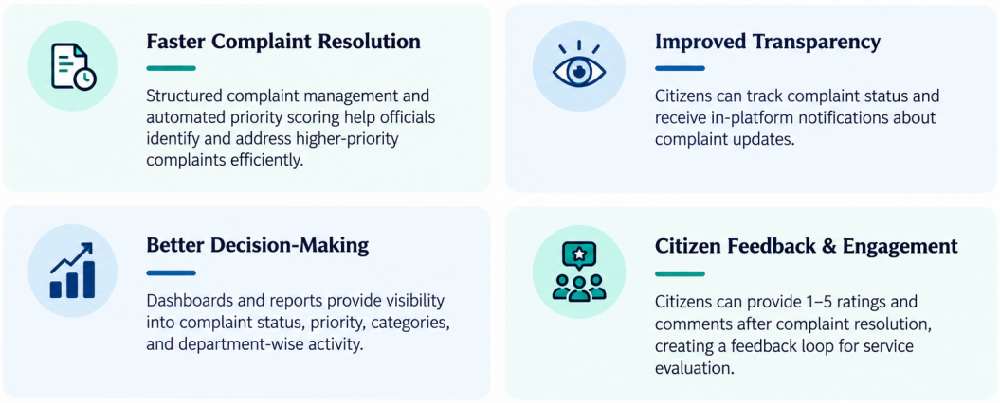 Faster Complaint Resolution
Structured complaint management and
automated priority scoring help officials
identify and address higher-priority
complaints efficiently.
Improved Transparency
Citizens can track complaint status and
receive in-platform notifications about
complaint updates.
Better Decision-Making
Dashboards and reports provide visibility
into complaint status, priority, categories,
and department-wise activity.
Citizen Feedback & Engagement
Citizens can provide 1–5 ratings and
comments after complaint resolution,
creating a feedback loop for service
evaluation.